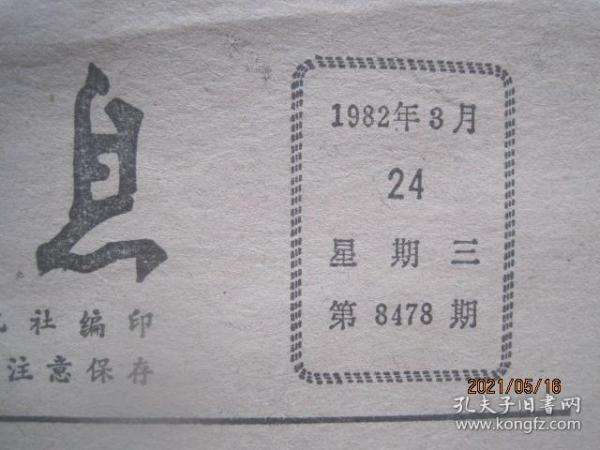 息
社编印
注意保存
1982年3月
24
星期三
第8478期
2021/05/16
孔夫子旧书网
www.kongfz.com